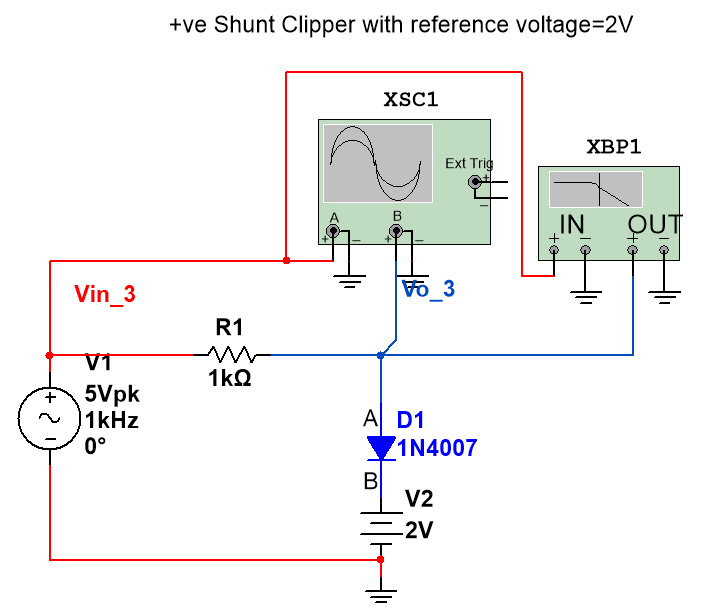 +ve Shunt Clipper with reference voltage=2V
XSC1
Ext Trig
+
_
A
B
+
_
+
_
XBP1
IN
OUT
+
_
+
_
Vin_3
Vo_3
R1
1kΩ
V1
5Vpk
1kHz
0°
+
A
D1
1N4007
B
V2
2V